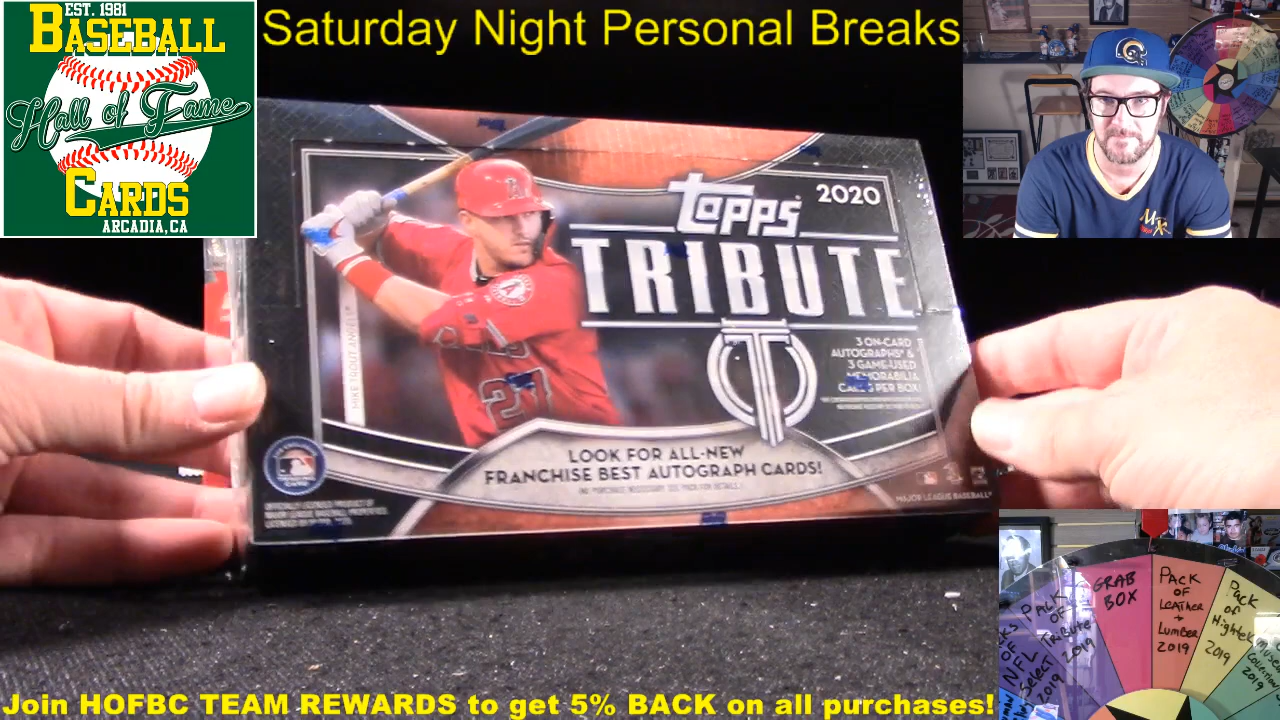 EST. 1981
BASEBALL
Hall of Fame
CARDS
ARCADIA, CA
Saturday Night Personal Breaks
topps 2020
TRIBUTE
3 ON-CARD
AUTOGRAPHS* &
3 GAME-USED
MEMORABILIA
CARDS PER BOX!
MIKE TROUT ANGELS®
27
LOOK FOR ALL-NEW
FRANCHISE BEST AUTOGRAPH CARDS!
MAJOR LEAGUE BASEBALL
GRAB
BOX
PACK
OF
LEATHER
+
LUMBER
2019
PACK
OF
Tribute
2019
OF
NFL
Select
2019
Join HOFBC TEAM REWARDS to get 5% BACK on all purchases!